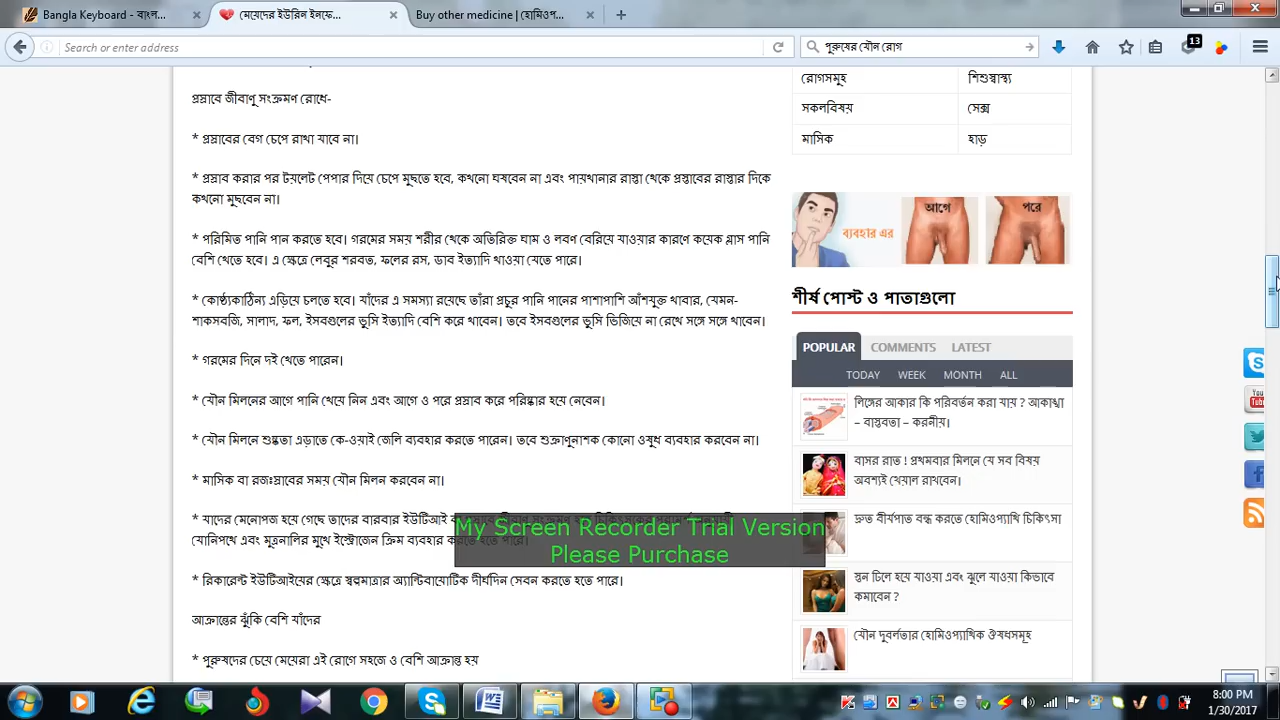 Bangla Keyboard - বাংল...
মেয়েদের ইউরিন ইনফে...
Buy other medicine | হোমিওপ...
Search or enter address
পুরুষের যৌন রোগ
13
প্রস্রাবে জীবাণু সংক্রমণ রোধে-
* প্রস্রাবের বেগ চেপে রাখা যাবে না।
* প্রস্রাব করার পর টয়লেট পেপার দিয়ে চেপে মুছতে হবে, কখনো ঘষবেন না এবং পায়খানার রাস্তা থেকে প্রস্রাবের রাস্তার দিকে
কখনো মুছবেন না।
* পরিমিত পানি পান করতে হবে। গরমের সময় শরীর থেকে অতিরিক্ত ঘাম ও লবণ বেরিয়ে যাওয়ার কারণে কয়েক গ্লাস পানি
বেশি খেতে হবে। এ ক্ষেত্রে লেবুর শরবত, ফলের রস, ডাব ইত্যাদি খাওয়া যেতে পারে।
* কোষ্ঠ্যকাঠিন্য এড়িয়ে চলতে হবে। যাঁদের এ সমস্যা রয়েছে তাঁরা প্রচুর পানি পানের পাশাপাশি আঁশযুক্ত খাবার, যেমন-
শাকসবজি, সালাদ, ফল, ইসবগুলের ভুসি ইত্যাদি বেশি করে খাবেন। তবে ইসবগুলের ভুসি ভিজিয়ে না রেখে সঙ্গে সঙ্গে খাবেন।
* গরমের দিনে দই খেতে পারেন।
* যৌন মিলনের আগে পানি খেয়ে নিন এবং আগে ও পরে প্রস্রাব করে পরিষ্কার হয়ে নেবেন।
* যৌন মিলনে শুষ্কতা এড়াতে কে-ওয়াই জেলি ব্যবহার করতে পারেন। তবে শুক্রাণুনাশক কোনো ওষুধ ব্যবহার করবেন না।
* মাসিক বা রজঃস্রাবের সময় যৌন মিলন করবেন না।
* যাদের মেনোপজ হয়ে গেছে তাদের বারবার ইউটিআই
যোনিপথে এবং মূত্রনালির মুখে ইস্ট্রোজেন ক্রিম ব্যবহার করতে হতে পারে।
* রিকারেন্ট ইউটিআইয়ের ক্ষেত্রে স্বল্পমাত্রার অ্যান্টিবায়োটিক দীর্ঘদিন সেবন করতে হতে পারে।
আক্রান্তের ঝুঁকি বেশি যাঁদের
* পুরুষদের চেয়ে মেয়েরা এই রোগে সহজে ও বেশি আক্রান্ত হয়
My Screen Recorder Trial Version
Please Purchase
রোগসমূহ
শিশুস্বাস্থ্য
সকলবিষয়
সেক্স
মাসিক
হাড়
ব্যবহার এর
আগে
পরে
শীর্ষ পোস্ট ও পাতাগুলো
POPULAR COMMENTS LATEST
TODAY WEEK MONTH ALL
লিঙ্গের আকার কি পরিবর্তন করা যায় ? আকাঙ্খা
– বাস্তবতা – করনীয়।
বাসর রাত ! প্রথমবার মিলনে যে সব বিষয়
অবশ্যই খেয়াল রাখবেন।
দ্রুত বীর্যপাত বন্ধ করতে হোমিওপ্যাথি চিকিৎসা
স্তন ঢিলে হয়ে যাওয়া এবং ঝুলে যাওয়া কিভাবে
কমাবেন ?
যৌন দুর্বলতার হোমিওপ্যাথিক ঔষধসমূহ
You
Tube
8:00 PM
1/30/2017